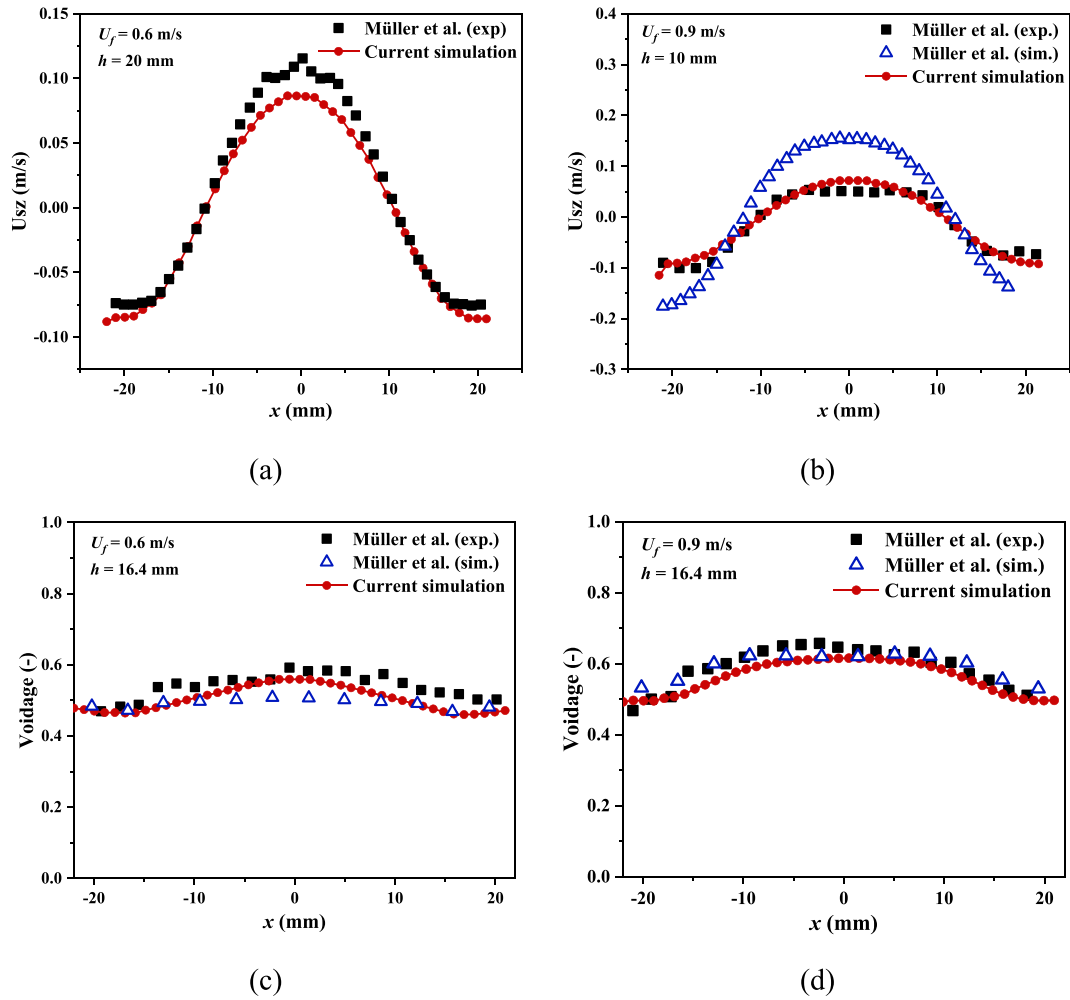 U_f = 0.6 m/s
h = 20 mm
Müller et al. (exp)
Current simulation
0.15
0.10
0.05
0.00
-0.05
-0.10
Usz (m/s)
-20
-10
0
10
20
x (mm)
(a)
U_f = 0.9 m/s
h = 10 mm
Müller et al. (exp.)
Müller et al. (sim.)
Current simulation
0.4
0.3
0.2
0.1
0.0
-0.1
-0.2
-0.3
Usz (m/s)
-20
-10
0
10
20
x (mm)
(b)
U_f = 0.6 m/s
h = 16.4 mm
Müller et al. (exp.)
Müller et al. (sim.)
Current simulation
1.0
0.8
0.6
0.4
0.2
0.0
Voidage (-)
-20
-10
0
10
20
x (mm)
(c)
U_f = 0.9 m/s
h = 16.4 mm
Müller et al. (exp.)
Müller et al. (sim.)
Current simulation
1.0
0.8
0.6
0.4
0.2
0.0
Voidage (-)
-20
-10
0
10
20
x (mm)
(d)